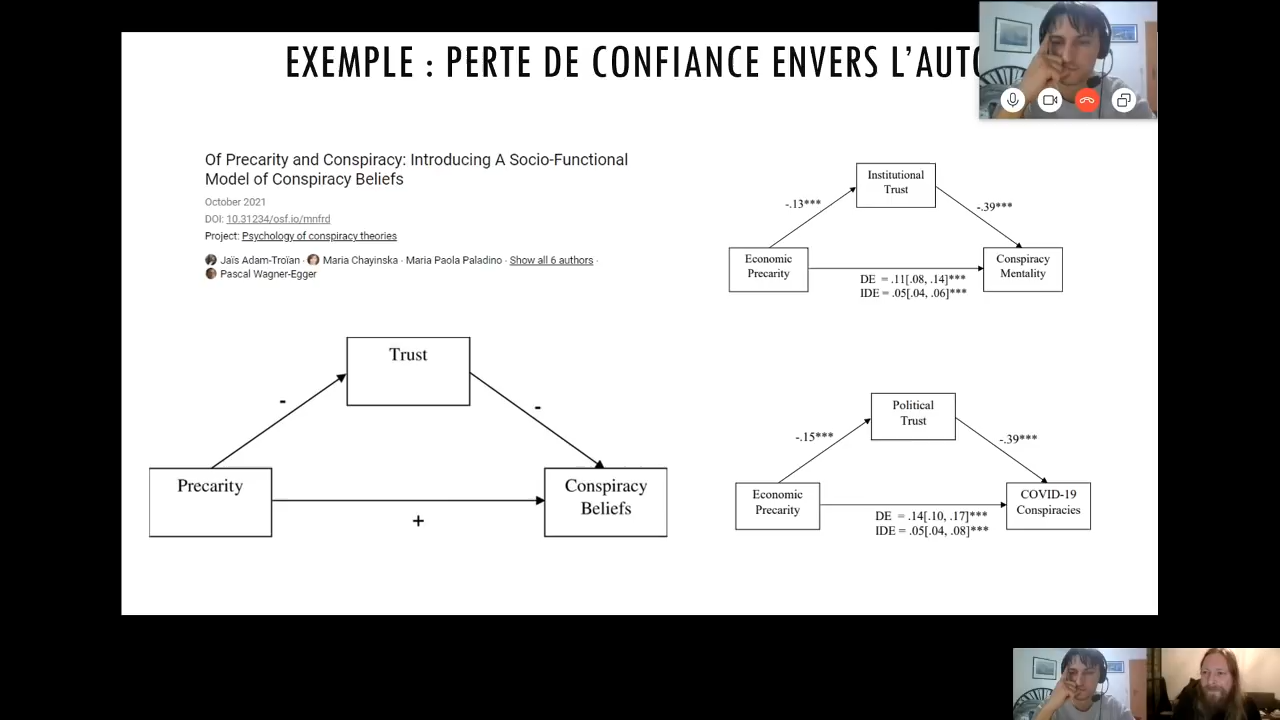 EXEMPLE : PERTE DE CONFIANCE ENVERS L'AUTO
Of Precarity and Conspiracy: Introducing A Socio-Functional
Model of Conspiracy Beliefs
October 2021
DOI: 10.31234/osf.io/mnfrd
Project: Psychology of conspiracy theories
Jaïs Adam-Troïan · Maria Chayinska · Maria Paola Paladino · Show all 6 authors ·
Pascal Wagner-Egger
Trust
-
-
Precarity
Conspiracy
Beliefs
+
Institutional
Trust
-.13***
-.39***
Economic
Precarity
Conspiracy
Mentality
DE = .11[.08, .14]***
IDE = .05[.04, .06]***
Political
Trust
-.15***
-.39***
Economic
Precarity
COVID-19
Conspiracies
DE = .14[.10, .17]***
IDE = .05[.04, .08]***